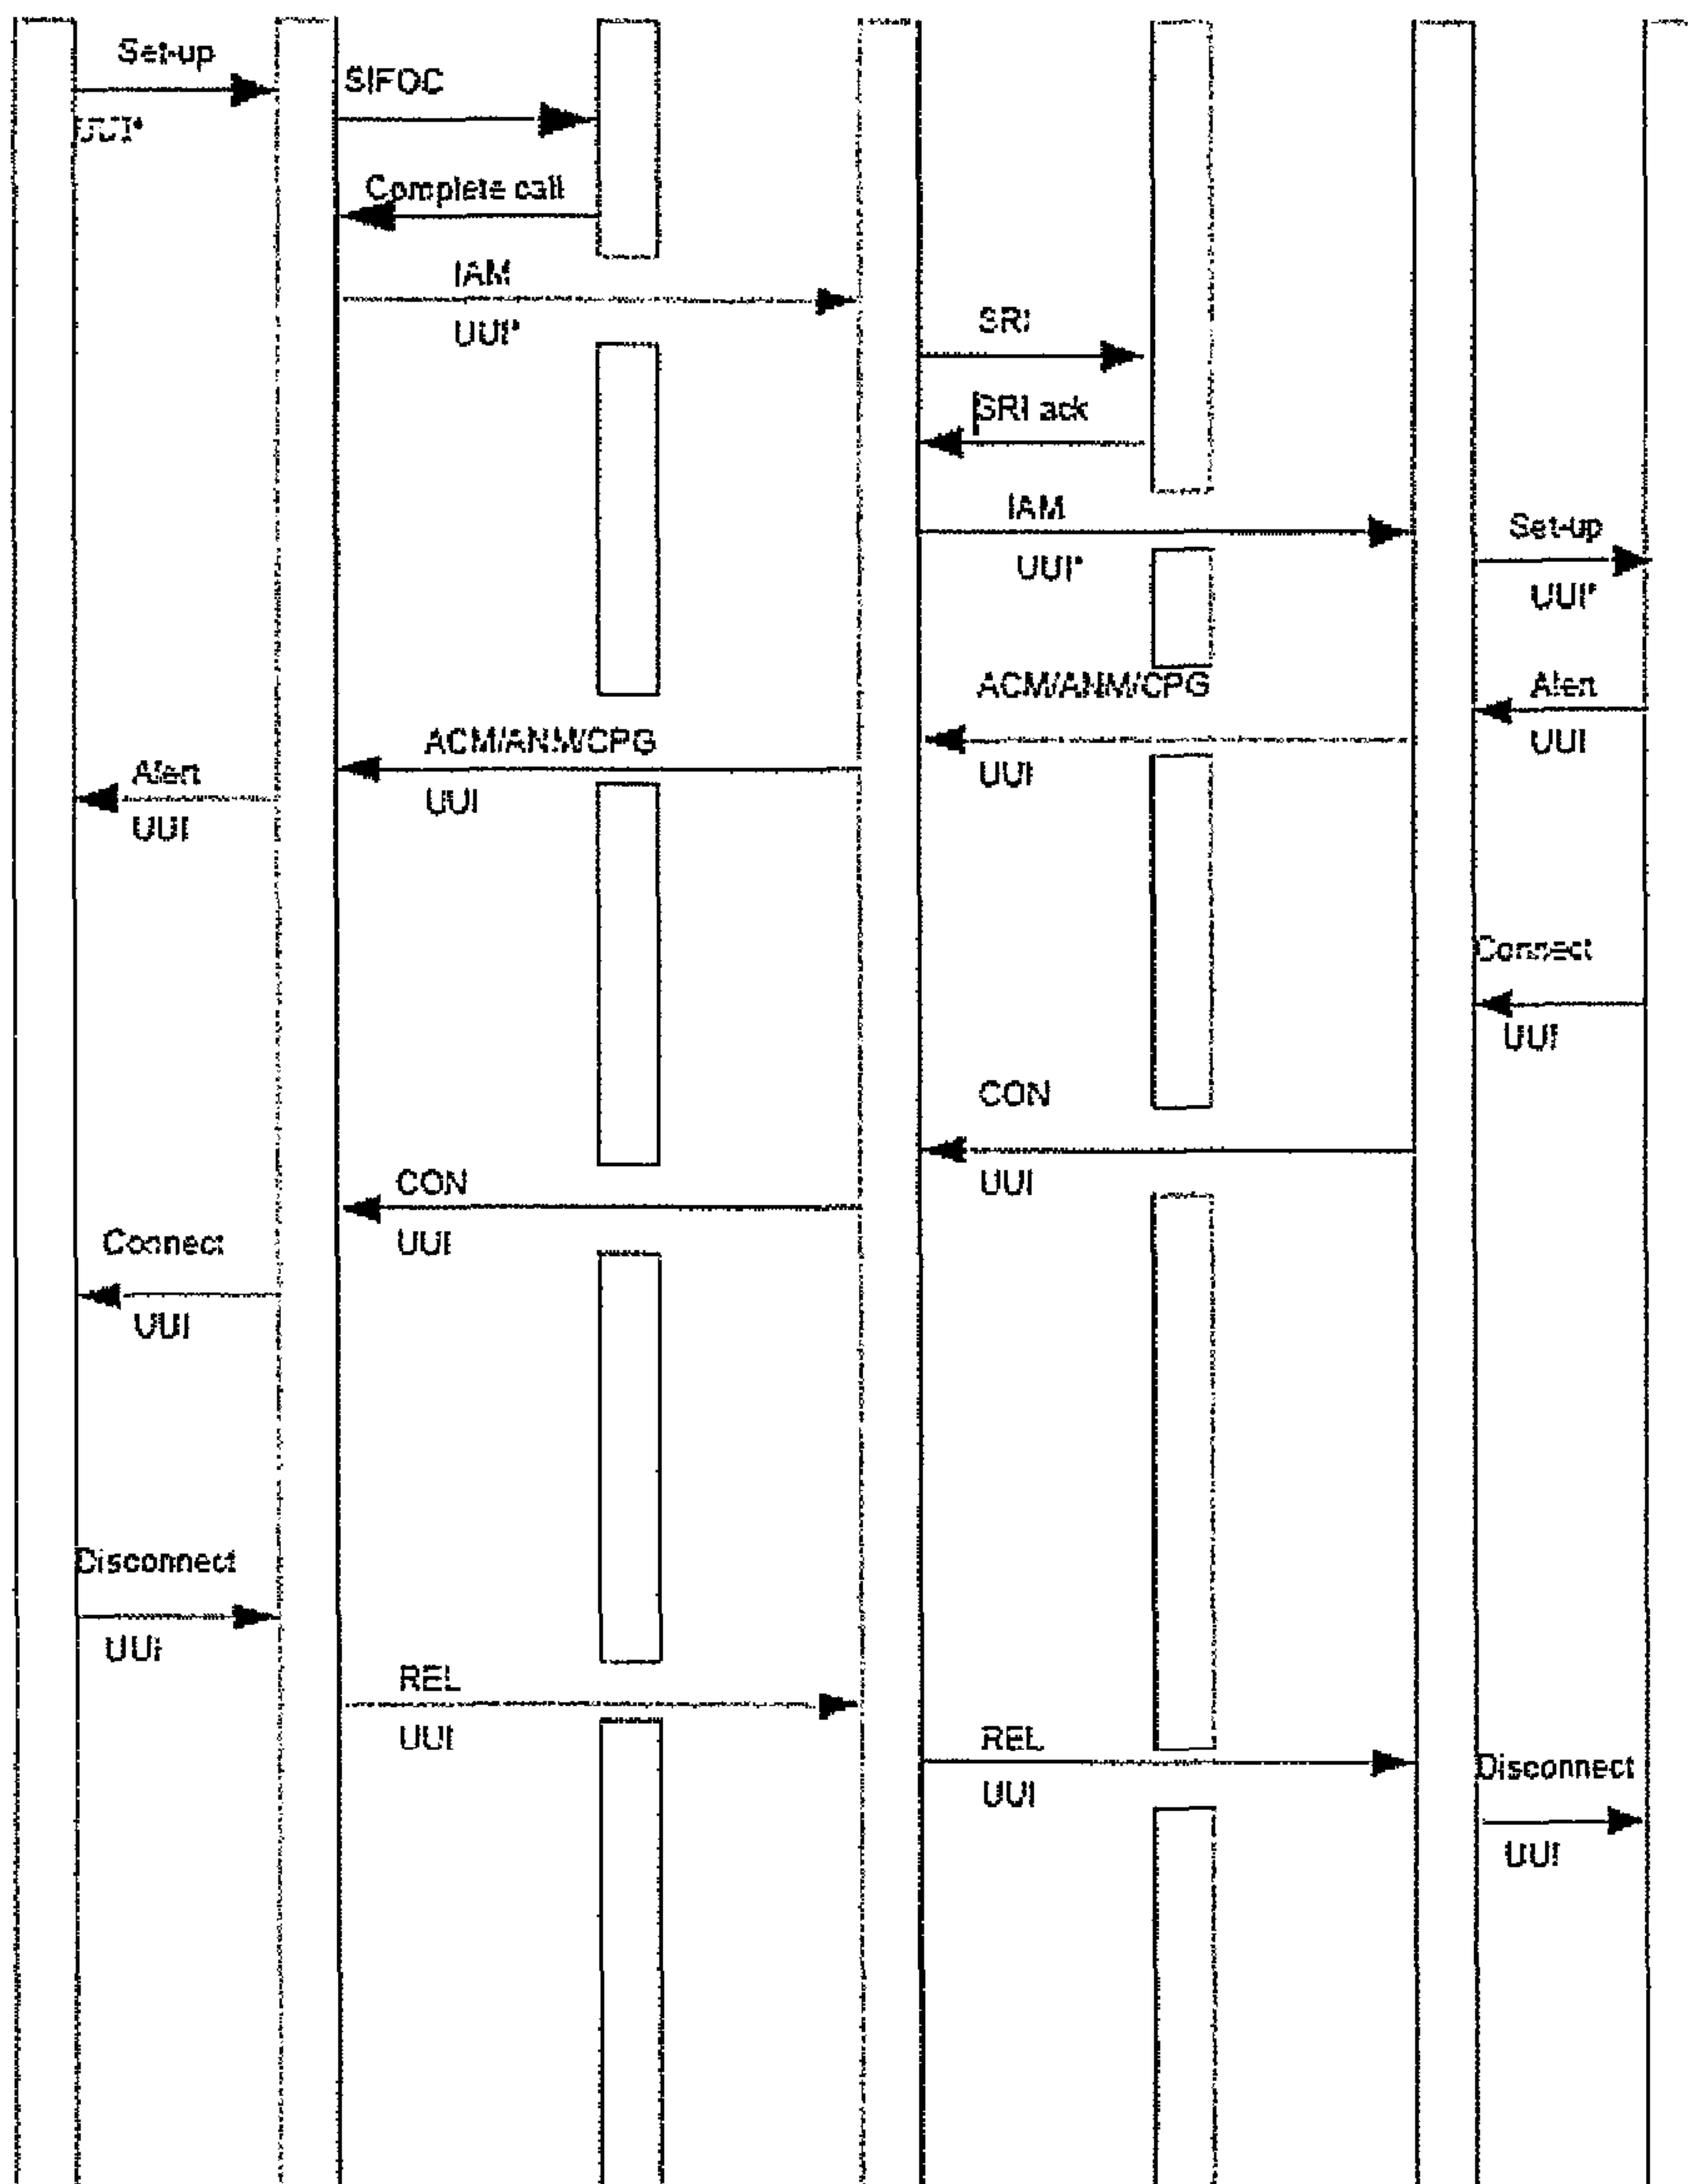 Set-up
SIFOC
UUI*
Complete call
IAM
UUI*
SRI
SRI ack
IAM
Set-up
UUI*
UUI*
ACM/ANM/CPG
Alert
UUI
ACM/ANM/CPG
UUI
Alert
UUI
UUI
Connect
UUI
CON
UUI
CON
UUI
Connect
UUI
Disconnect
UUI
REL
UUI
REL
UUI
Disconnect
UUI